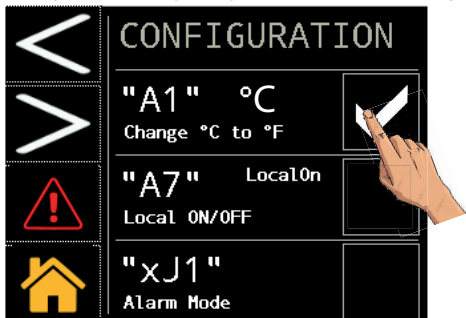 CONFIGURATION
"A1" °C
Change °C to °F
"A7" LocalOn
Local ON/OFF
"xJ1"
Alarm Mode